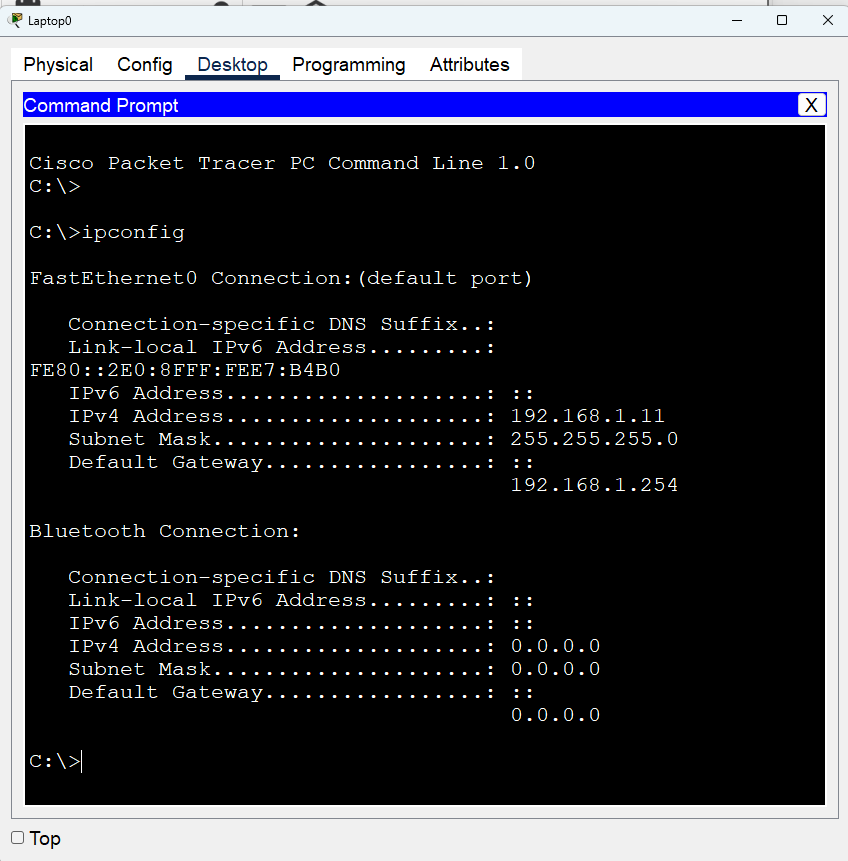 Laptop0
Physical Config Desktop Programming Attributes
Command Prompt X
Cisco Packet Tracer PC Command Line 1.0
C:\>
C:\>ipconfig
FastEthernet0 Connection:(default port)
Connection-specific DNS Suffix..:
Link-local IPv6 Address.........:
FE80::2E0:8FFF:FEE7:B4B0
IPv6 Address....................: ::
IPv4 Address....................: 192.168.1.11
Subnet Mask.....................: 255.255.255.0
Default Gateway.................: ::
192.168.1.254
Bluetooth Connection:
Connection-specific DNS Suffix..:
Link-local IPv6 Address.........: ::
IPv6 Address....................: ::
IPv4 Address....................: 0.0.0.0
Subnet Mask.....................: 0.0.0.0
Default Gateway.................: ::
0.0.0.0
C:\>
Top